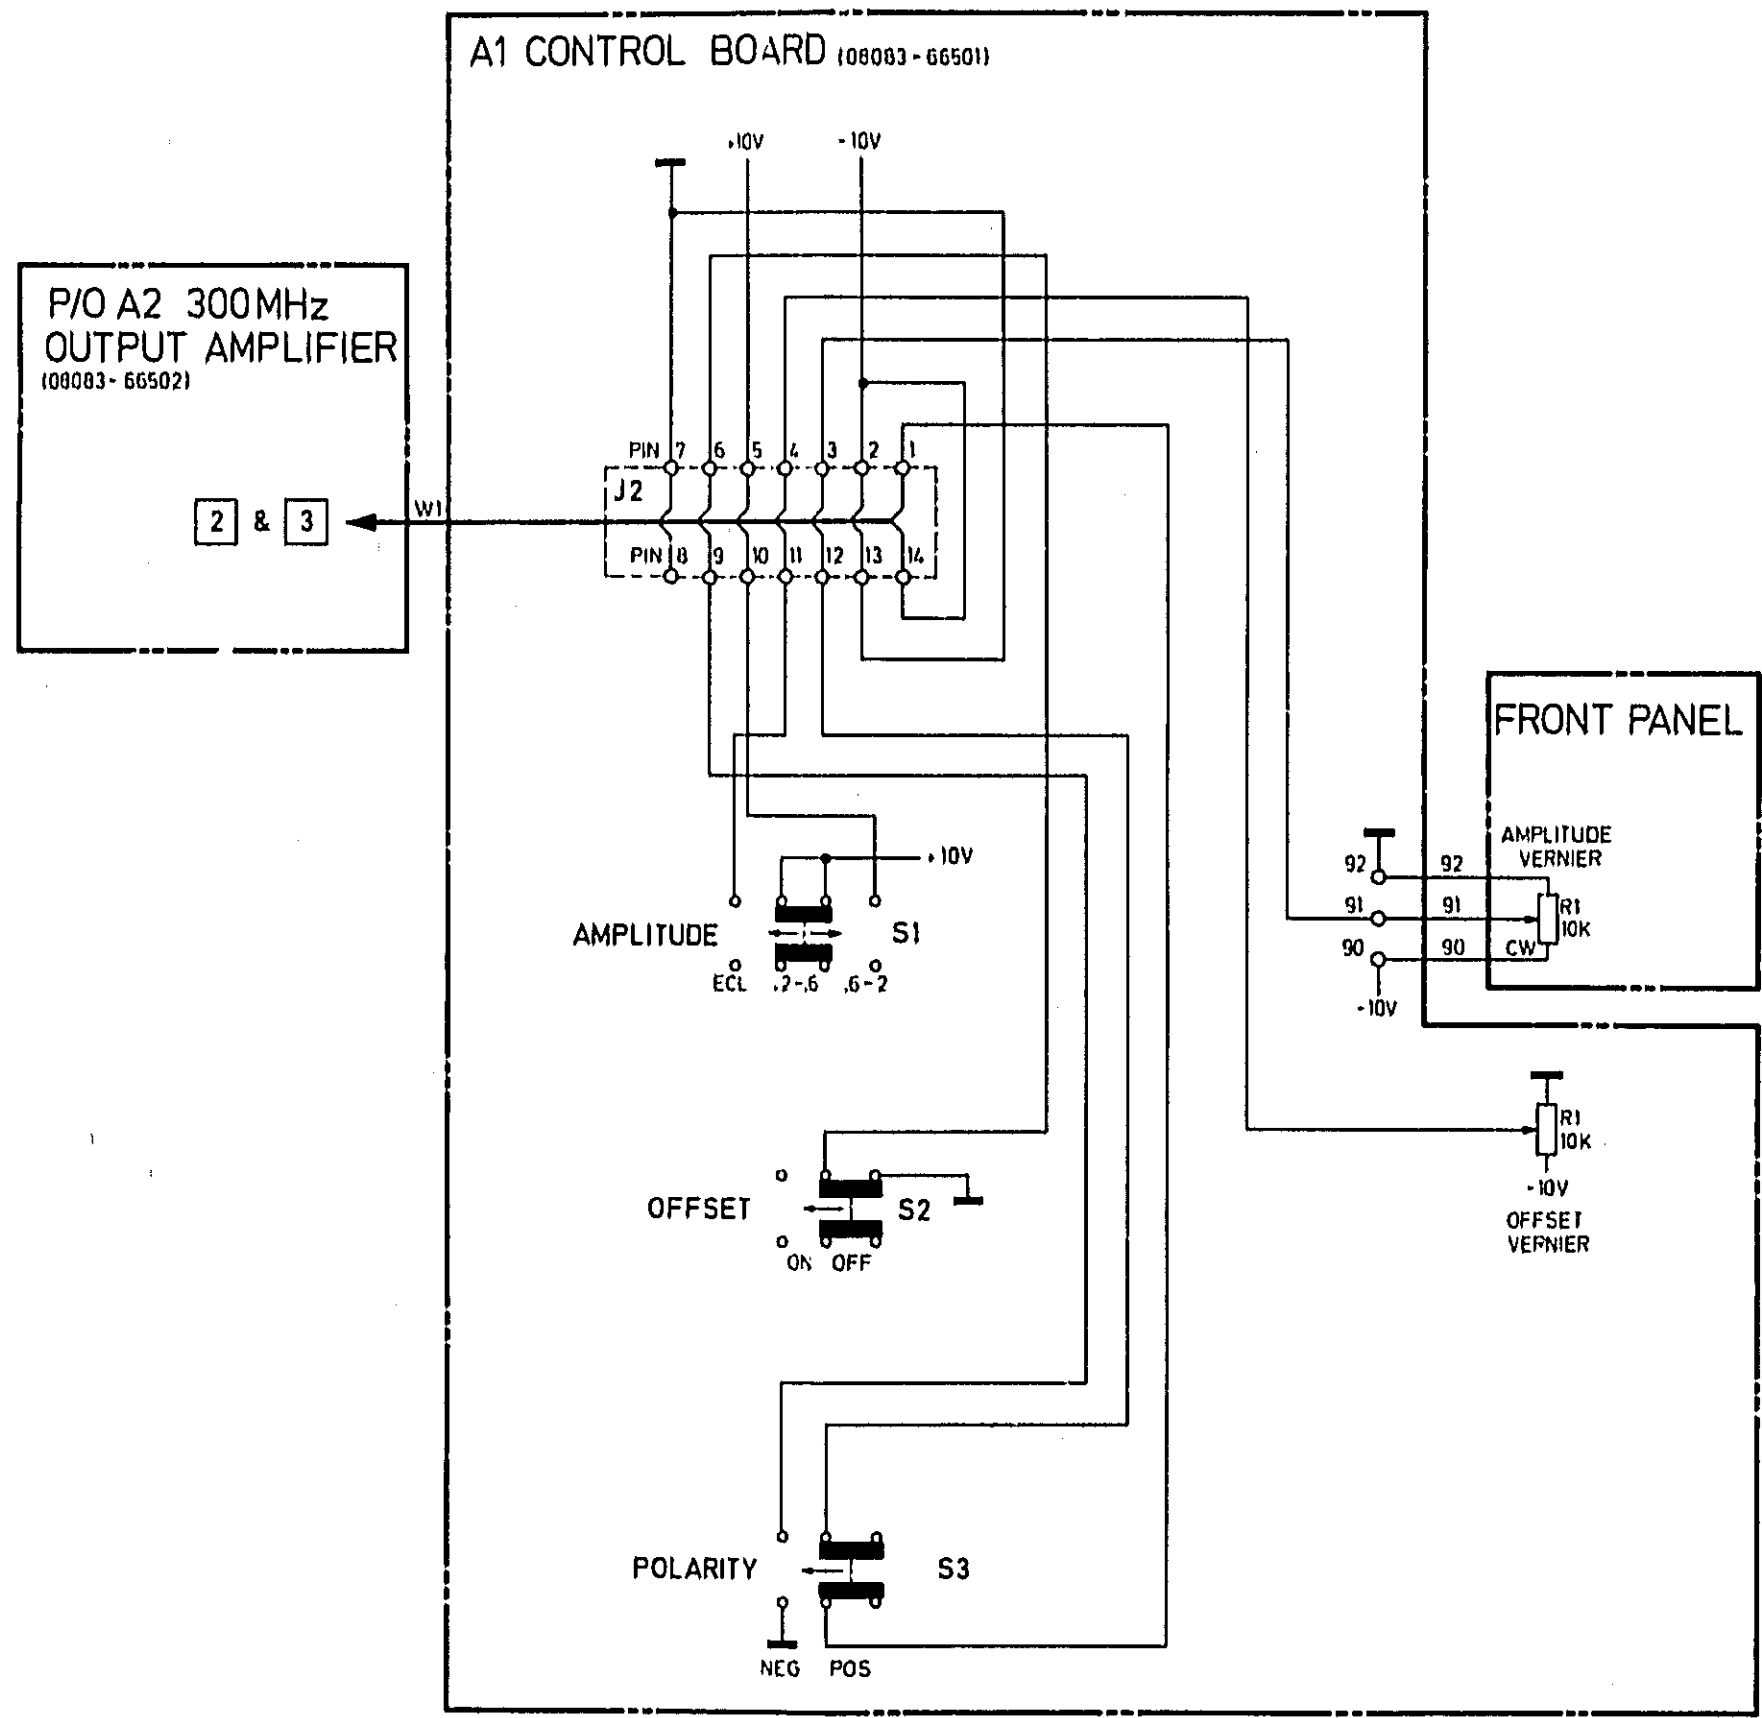 A1 CONTROL BOARD (08083-66501)
+10V -10V
P/O A2 300MHz
OUTPUT AMPLIFIER
(08083-66502)
PIN 7 6 5 4 3 2 1
J2
2 & 3
W1
PIN 8 9 10 11 12 13 14
FRONT PANEL
AMPLITUDE
VERNIER
+10V
92 92
91 91
R1
10K
90 90 CW
-10V
AMPLITUDE S1
ECL .2-.6 .6-2
R1
10K
-10V
OFFSET
VERNIER
OFFSET S2
ON OFF
POLARITY S3
NEG POS